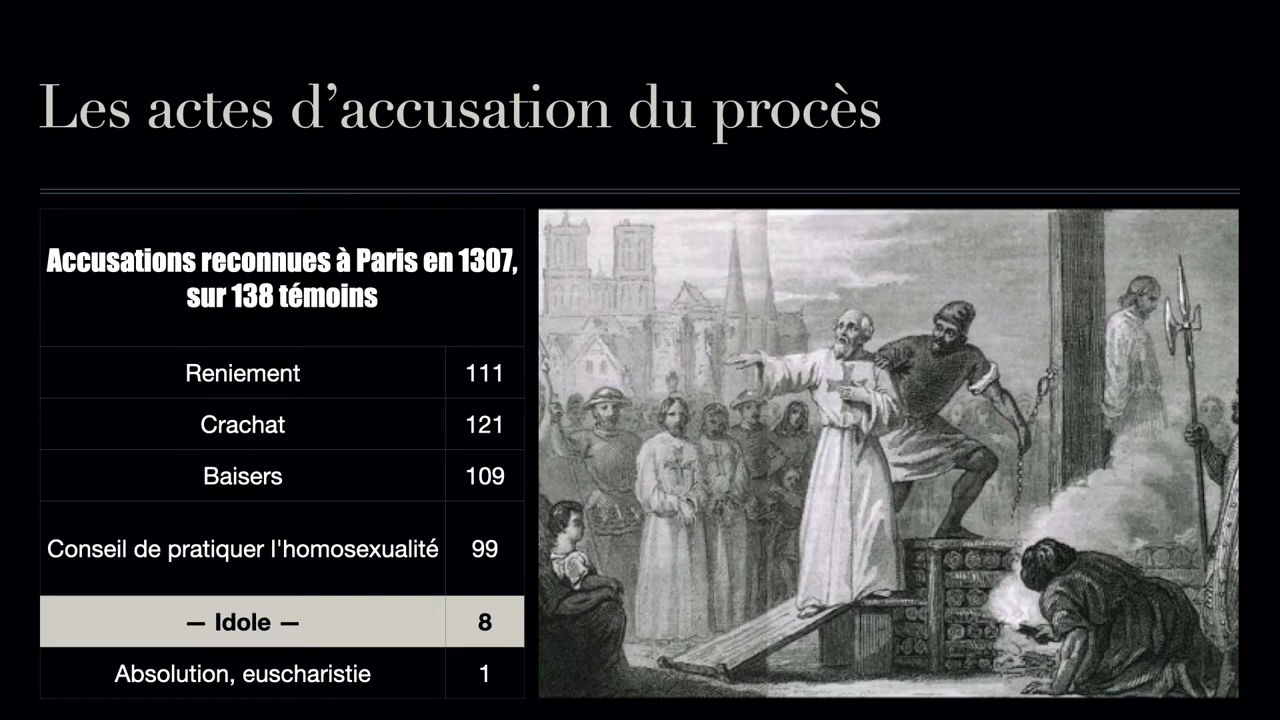 Les actes d’accusation du procès
Accusations reconnues à Paris en 1307,
sur 138 témoins
Reniement 111
Crachat 121
Baisers 109
Conseil de pratiquer l'homosexualité 99
— Idole — 8
Absolution, euscharistie 1